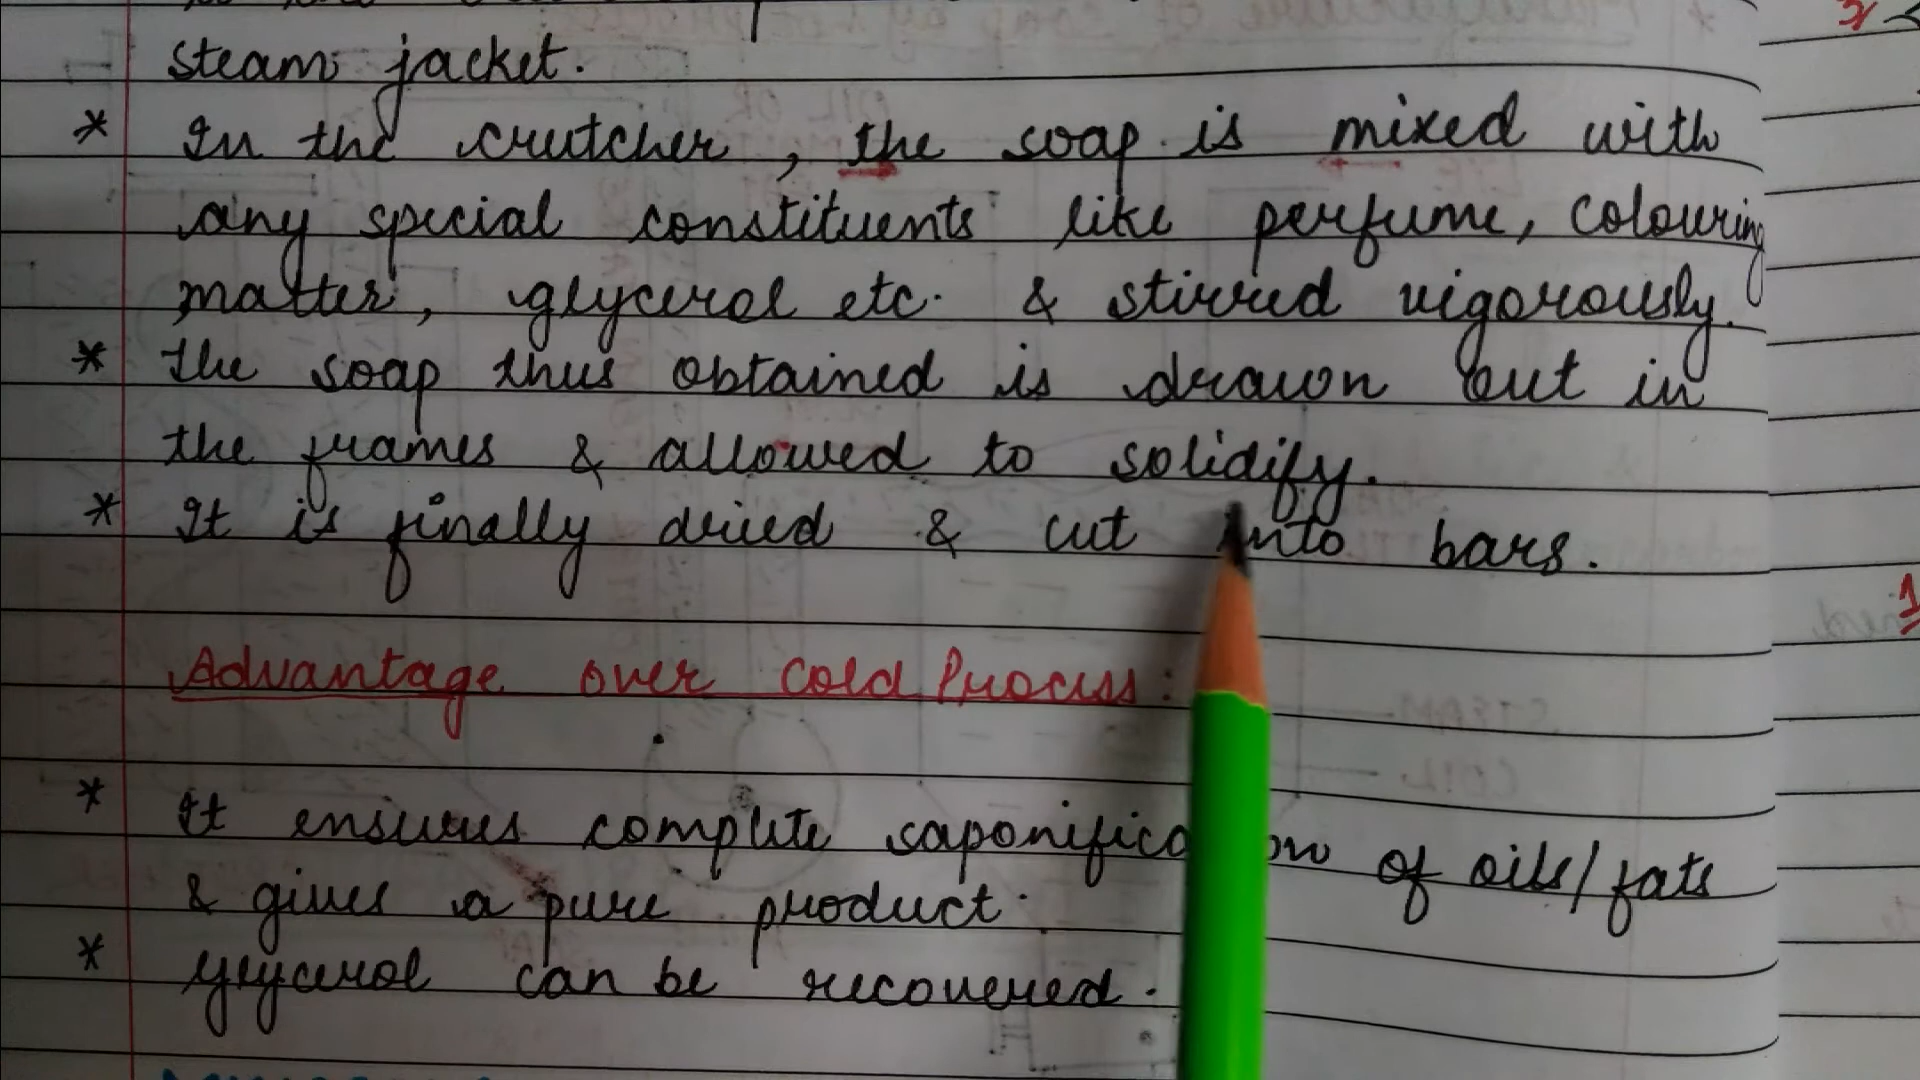 steam jacket.
* In the crutcher, the soap is mixed with
any special constituents like perfume, colouring
matter, glycerol etc. & stirred vigorously.
* The soap thus obtained is drawn out in
the frames & allowed to solidify.
* It is finally dried & cut into bars.
Advantage over Cold Process:
* It ensures complete saponification of oils/fats
& gives a pure product.
* Glycerol can be recovered.